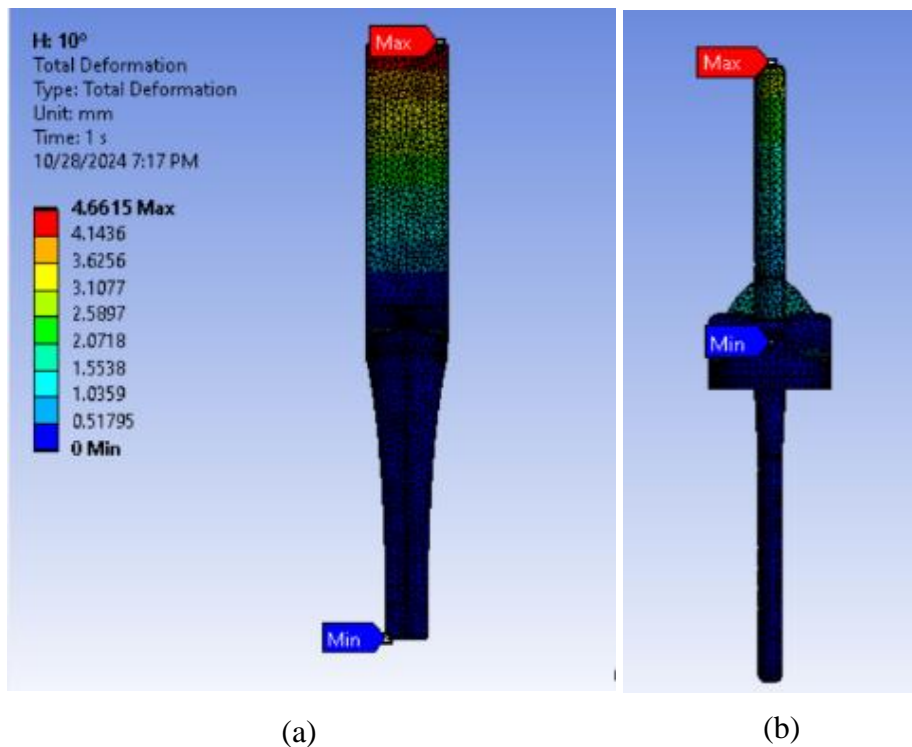 H: 10º
Total Deformation
Type: Total Deformation
Unit: mm
Time: 1 s
10/28/2024 7:17 PM
4.6615 Max
4.1436
3.6256
3.1077
2.5897
2.0718
1.5538
1.0359
0.51795
0 Min
Max
Min
Max
Min
(a)
(b)